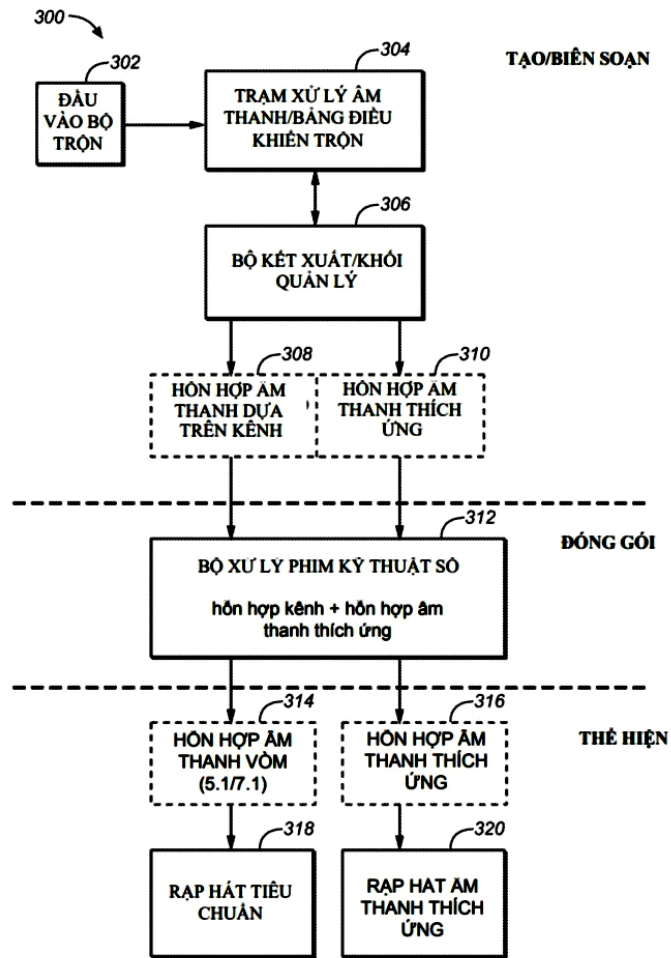 300
302
304
TẠO/BIÊN SOẠN
ĐẦU
VÀO BỘ
TRỘN
TRẠM XỬ LÝ ÂM
THANH/BẢNG ĐIỀU
KHIỂN TRỘN
306
BỘ KẾT XUẤT/KHỐI
QUẢN LÝ
308
310
HỖN HỢP ÂM
THANH DỰA
TRÊN KÊNH
HỖN HỢP ÂM
THANH THÍCH
ỨNG
312
ĐÓNG GÓI
BỘ XỬ LÝ PHIM KỸ THUẬT SỐ
hỗn hợp kênh + hỗn hợp âm
thanh thích ứng
314
316
THỂ HIỆN
HỖN HỢP ÂM
THANH VÒM
(5.1/7.1)
HỖN HỢP ÂM
THANH THÍCH
ỨNG
318
320
RẠP HÁT TIÊU
CHUẨN
RẠP HÁT ÂM
THANH THÍCH
ỨNG